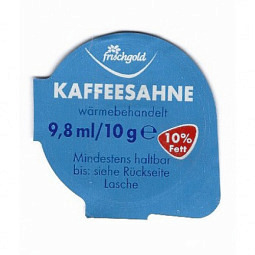 frischgold
KAFFEESAHNE
wärmebehandelt
9,8 ml/10 g e
10%
Fett
Mindestens haltbar
bis: siehe Rückseite
Lasche